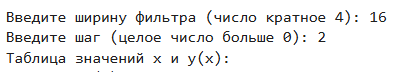 Введите ширину фильтра (число кратное 4): 16
Введите шаг (целое число больше 0): 2
Таблица значений x и y(x):